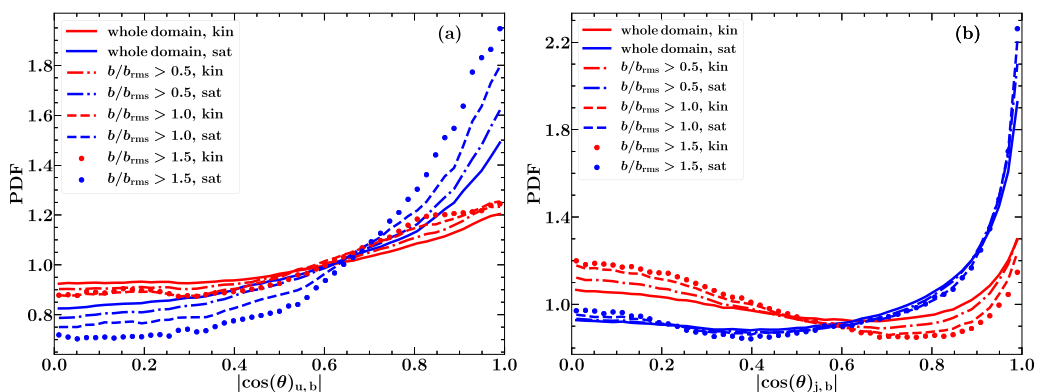 (a)
whole domain, kin
whole domain, sat
b/b_rms > 0.5, kin
b/b_rms > 0.5, sat
b/b_rms > 1.0, kin
b/b_rms > 1.0, sat
b/b_rms > 1.5, kin
b/b_rms > 1.5, sat
PDF
1.8
1.6
1.4
1.2
1.0
0.8
0.6 -
0.0 0.2 0.4 0.6 0.8 1.0
|cos(θ)_u,b|
(b)
whole domain, kin
whole domain, sat
b/b_rms > 0.5, kin
b/b_rms > 0.5, sat
b/b_rms > 1.0, kin
b/b_rms > 1.0, sat
b/b_rms > 1.5, kin
b/b_rms > 1.5, sat
PDF
2.2
1.8
1.4
1.0
0.0 0.2 0.4 0.6 0.8 1.0
|cos(θ)_j,b|